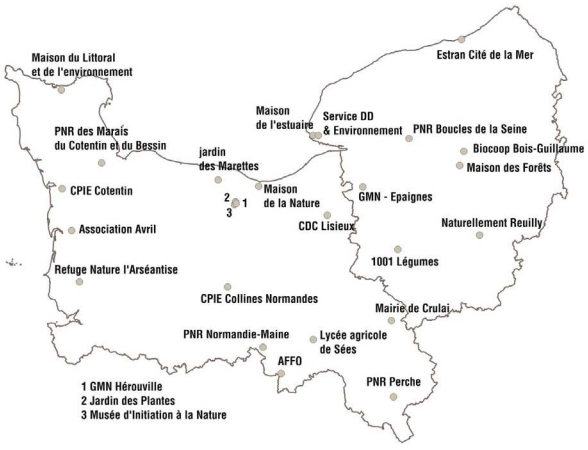 Estran Cité de la Mer
Maison du Littoral
et de l'environnement
Maison
de l'estuaire
Service DD
& Environnement
PNR des Marais
du Cotentin et du Bessin
PNR Boucles de la Seine
Biocoop Bois-Guillaume
jardin
des Marettes
Maison des Forêts
CPIE Cotentin
2
1
3
Maison
de la Nature
GMN - Epaignes
CDC Lisieux
Naturellement Reuilly
Association Avril
1001 Légumes
Refuge Nature l'Arséantise
CPIE Collines Normandes
Mairie de Crulai
PNR Normandie-Maine
Lycée agricole
de Sées
AFFO
PNR Perche
1 GMN Hérouville
2 Jardin des Plantes
3 Musée d'Initiation à la Nature